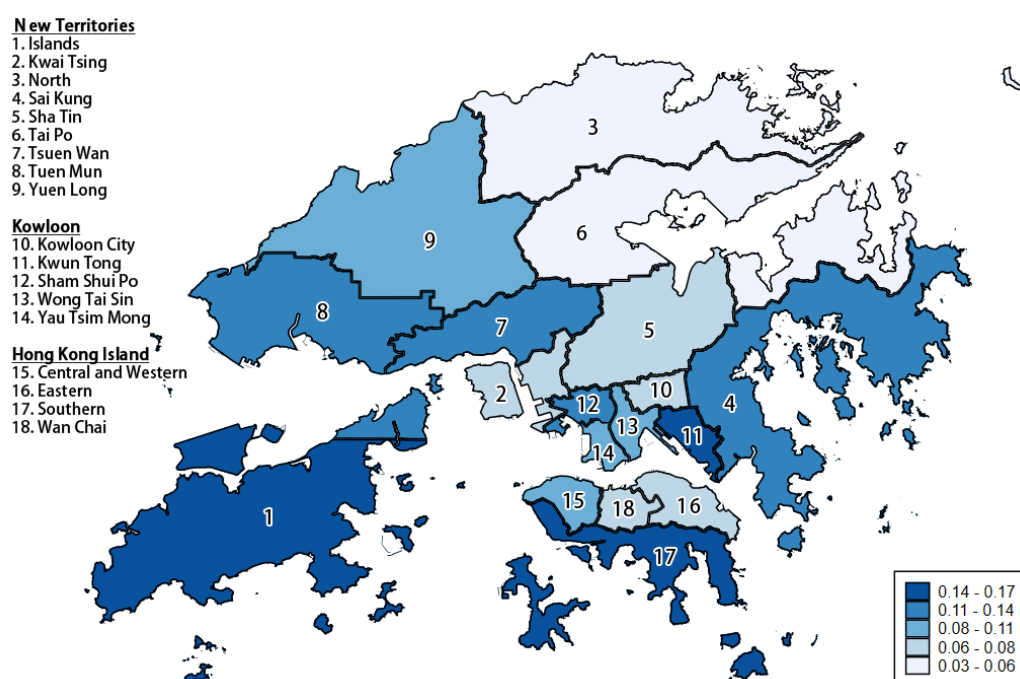 New Territories
1. Islands
2. Kwai Tsing
3. North
4. Sai Kung
5. Sha Tin
6. Tai Po
7. Tsuen Wan
8. Tuen Mun
9. Yuen Long
Kowloon
10. Kowloon City
11. Kwun Tong
12. Sham Shui Po
13. Wong Tai Sin
14. Yau Tsim Mong
Hong Kong Island
15. Central and Western
16. Eastern
17. Southern
18. Wan Chai
3
6
9
8
7
5
2
12
10
4
13
11
14
15
18
16
1
17
0.14 - 0.17
0.11 - 0.14
0.08 - 0.11
0.06 - 0.08
0.03 - 0.06